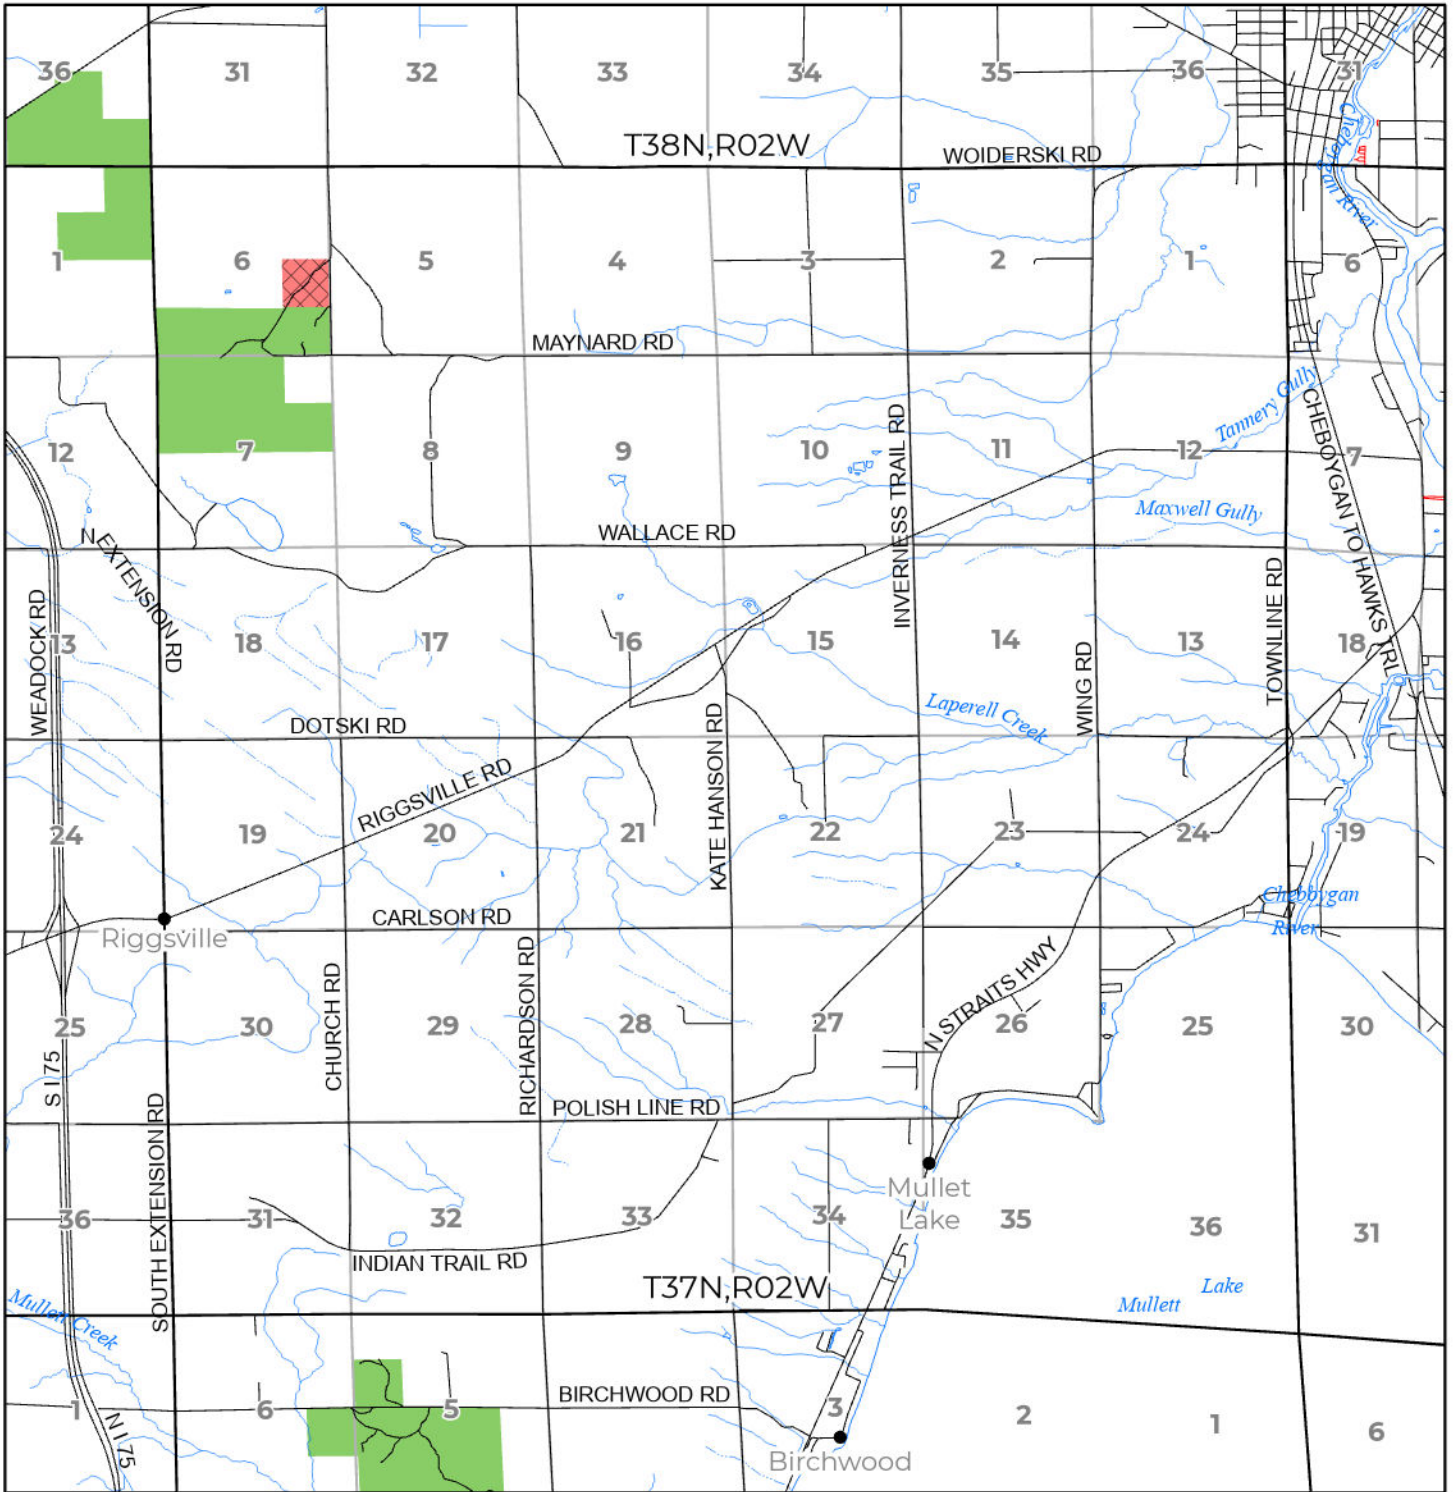 36 31 32 33 34 35 36 31
T38N,R02W
WOIDERSKI RD
Cheboygan River
1 6 5 4 3 2 1 6
MAYNARD RD
Tannery Gully
12 7 8 9 10 11 12 7
INVERNESS TRAIL RD
CHEBOYGAN TO HAWKS TRL
Maxwell Gully
N EXTENSION RD
WALLACE RD
WEADOCK RD
TOWNLINE RD
13 18 17 16 15 14 13 18
WING RD
Laperell Creek
DOTSKI RD
KATE HANSON RD
RIGGSVILLE RD
24 19 20 21 22 23 24 19
Cheboygan
River
CARLSON RD
Riggsville
CHURCH RD
RICHARDSON RD
N STRAITS HWY
25 30 29 28 27 26 25 30
S I 75
SOUTH EXTENSION RD
POLISH LINE RD
Mullet
Lake
36 31 32 33 34 35 36 31
INDIAN TRAIL RD
T37N,R02W
Mullett
Lake
Mullett Creek
BIRCHWOOD RD
1 6 5 3 2 1 6
N I 75
Birchwood